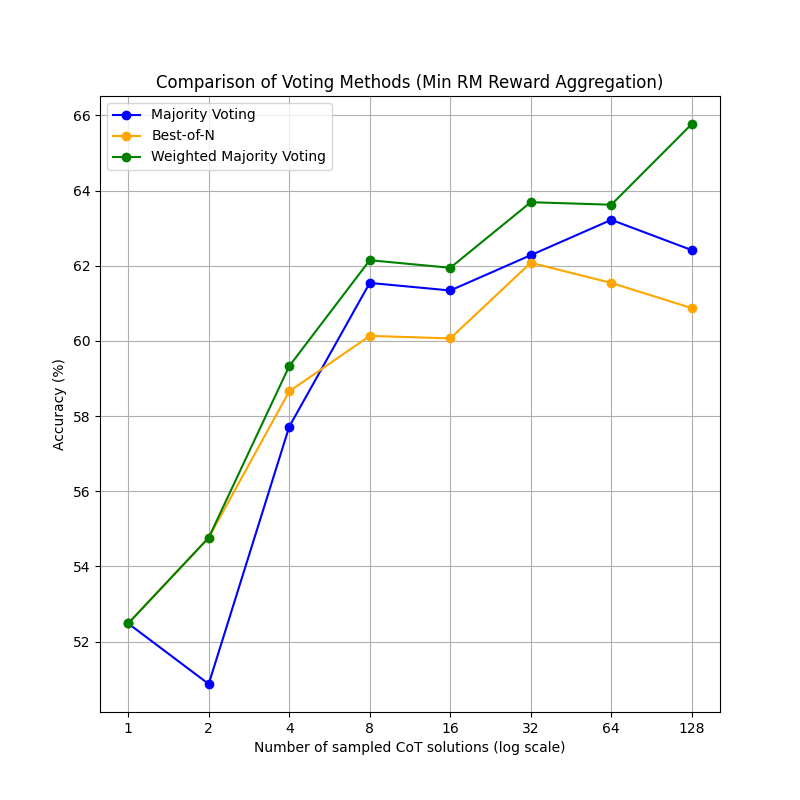 Comparison of Voting Methods (Min RM Reward Aggregation)
Majority Voting
Best-of-N
Weighted Majority Voting
66
64
62
60
58
56
54
52
Accuracy (%)
1 2 4 8 16 32 64 128
Number of sampled CoT solutions (log scale)